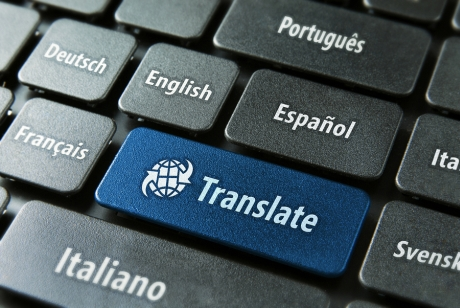 Português
Deutsch
English
Español
Français
Translate
Ita
Svensk
Italiano